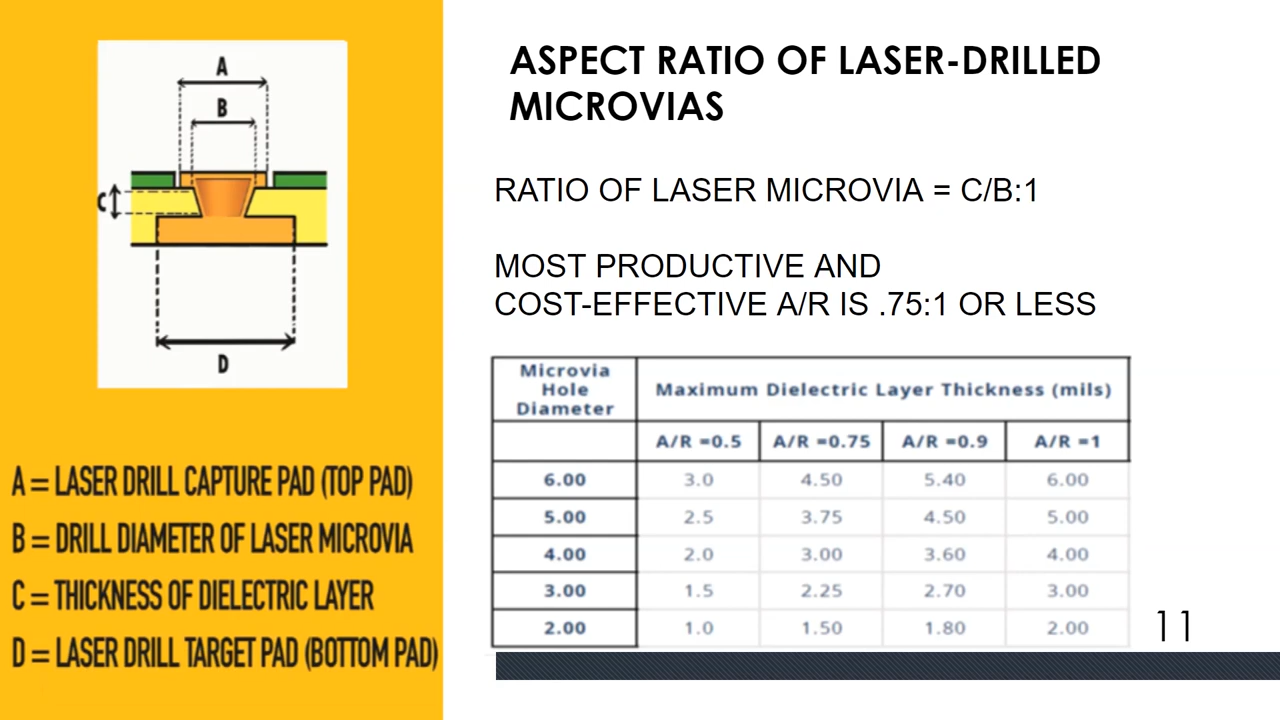 A
B
C
D
A = LASER DRILL CAPTURE PAD (TOP PAD)
B = DRILL DIAMETER OF LASER MICROVIA
C = THICKNESS OF DIELECTRIC LAYER
D = LASER DRILL TARGET PAD (BOTTOM PAD)
ASPECT RATIO OF LASER-DRILLED
MICROVIAS
RATIO OF LASER MICROVIA = C/B:1
MOST PRODUCTIVE AND
COST-EFFECTIVE A/R IS .75:1 OR LESS
Microvia
Hole
Diameter
Maximum Dielectric Layer Thickness (mils)
A/R =0.5 A/R =0.75 A/R =0.9 A/R =1
6.00 3.0 4.50 5.40 6.00
5.00 2.5 3.75 4.50 5.00
4.00 2.0 3.00 3.60 4.00
3.00 1.5 2.25 2.70 3.00
2.00 1.0 1.50 1.80 2.00
11